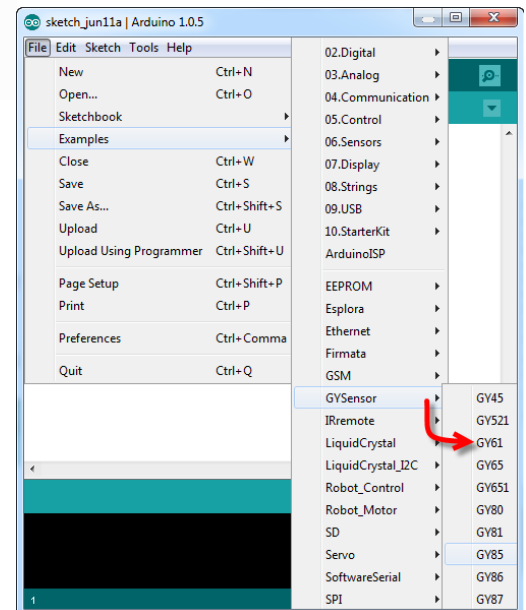 sketch_jun11a | Arduino 1.0.5
File Edit Sketch Tools Help
New Ctrl+N
Open... Ctrl+O
Sketchbook
Examples
Close Ctrl+W
Save Ctrl+S
Save As... Ctrl+Shift+S
Upload Ctrl+U
Upload Using Programmer Ctrl+Shift+U
Page Setup Ctrl+Shift+P
Print Ctrl+P
Preferences Ctrl+Comma
Quit Ctrl+Q
02.Digital
03.Analog
04.Communication
05.Control
06.Sensors
07.Display
08.Strings
09.USB
10.StarterKit
ArduinoISP
EEPROM
Esplora
Ethernet
Firmata
GSM
GYSensor
IRremote
LiquidCrystal
LiquidCrystal_I2C
Robot_Control
Robot_Motor
SD
Servo
SoftwareSerial
SPI
GY45
GY521
GY61
GY65
GY651
GY80
GY81
GY85
GY86
GY87
1